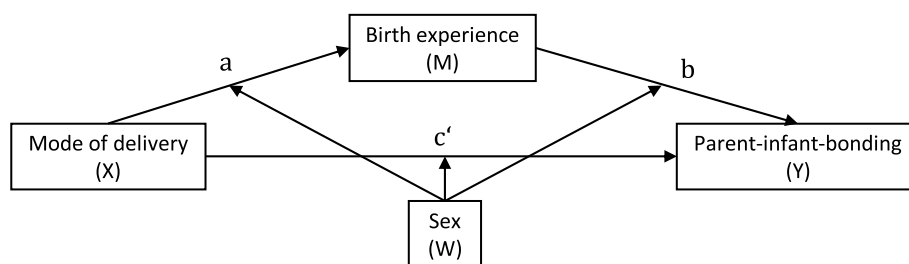 Birth experience
(M)
a
b
Mode of delivery
(X)
c‘
Parent-infant-bonding
(Y)
Sex
(W)